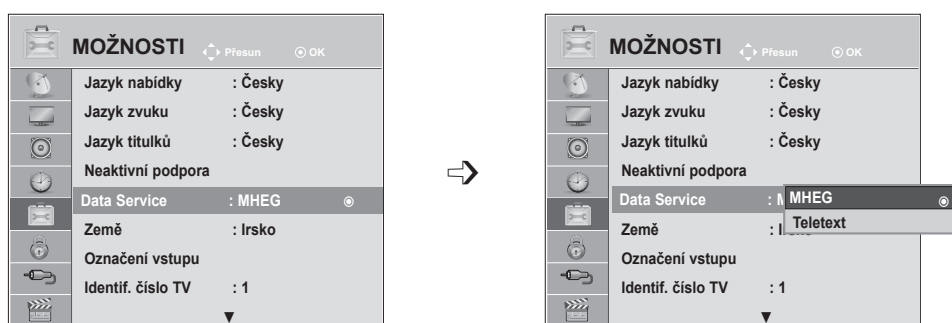 MOŽNOSTI Přesun OK
Jazyk nabídky : Česky
Jazyk zvuku : Česky
Jazyk titulků : Česky
Neaktivní podpora
Data Service : MHEG
Země : Irsko
Označení vstupu
Identif. číslo TV : 1
MOŽNOSTI Přesun OK
Jazyk nabídky : Česky
Jazyk zvuku : Česky
Jazyk titulků : Česky
Neaktivní podpora
Data Service : M MHEG
Teletext
Země
Označení vstupu
Identif. číslo TV : 1